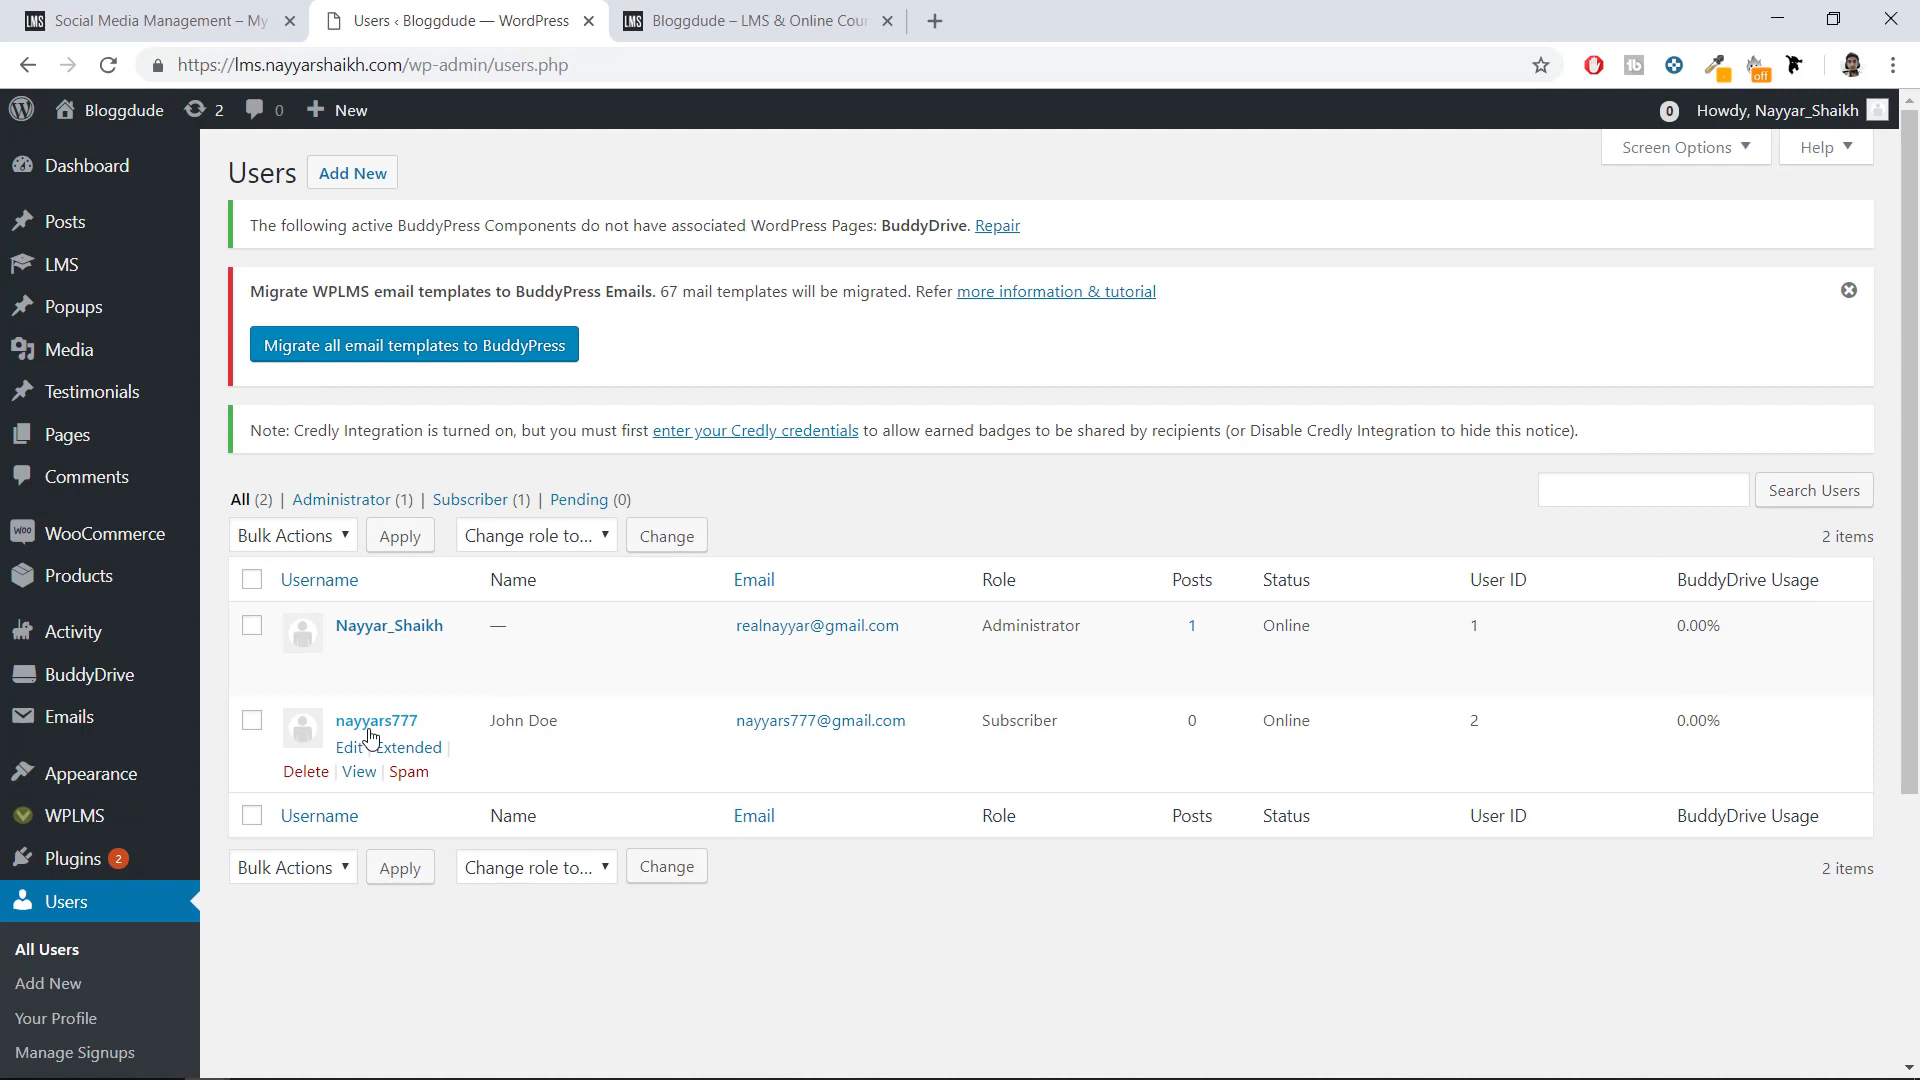 LMS Social Media Management – My
Users ‹ Bloggdude — WordPress
LMS Bloggdude – LMS & Online Cour
https://lms.nayyarshaikh.com/wp-admin/users.php
tb
off
Bloggdude 2 0 New
0 Howdy, Nayyar_Shaikh
Screen Options Help
Dashboard
Posts
LMS
Popups
Media
Testimonials
Pages
Comments
Woo WooCommerce
Products
Activity
BuddyDrive
Emails
Appearance
WPLMS
Plugins 2
Users
All Users
Add New
Your Profile
Manage Signups
Users Add New
The following active BuddyPress Components do not have associated WordPress Pages: BuddyDrive. Repair
Migrate WPLMS email templates to BuddyPress Emails. 67 mail templates will be migrated. Refer more information & tutorial
Migrate all email templates to BuddyPress
Note: Credly Integration is turned on, but you must first enter your Credly credentials to allow earned badges to be shared by recipients (or Disable Credly Integration to hide this notice).
All (2) | Administrator (1) | Subscriber (1) | Pending (0)
Search Users
Bulk Actions Apply Change role to... Change 2 items
Username Name Email Role Posts Status User ID BuddyDrive Usage
Nayyar_Shaikh — realnayyar@gmail.com Administrator 1 Online 1 0.00%
nayyars777 John Doe nayyars777@gmail.com Subscriber 0 Online 2 0.00%
Edit | Extended |
Delete | View | Spam
Username Name Email Role Posts Status User ID BuddyDrive Usage
Bulk Actions Apply Change role to... Change 2 items